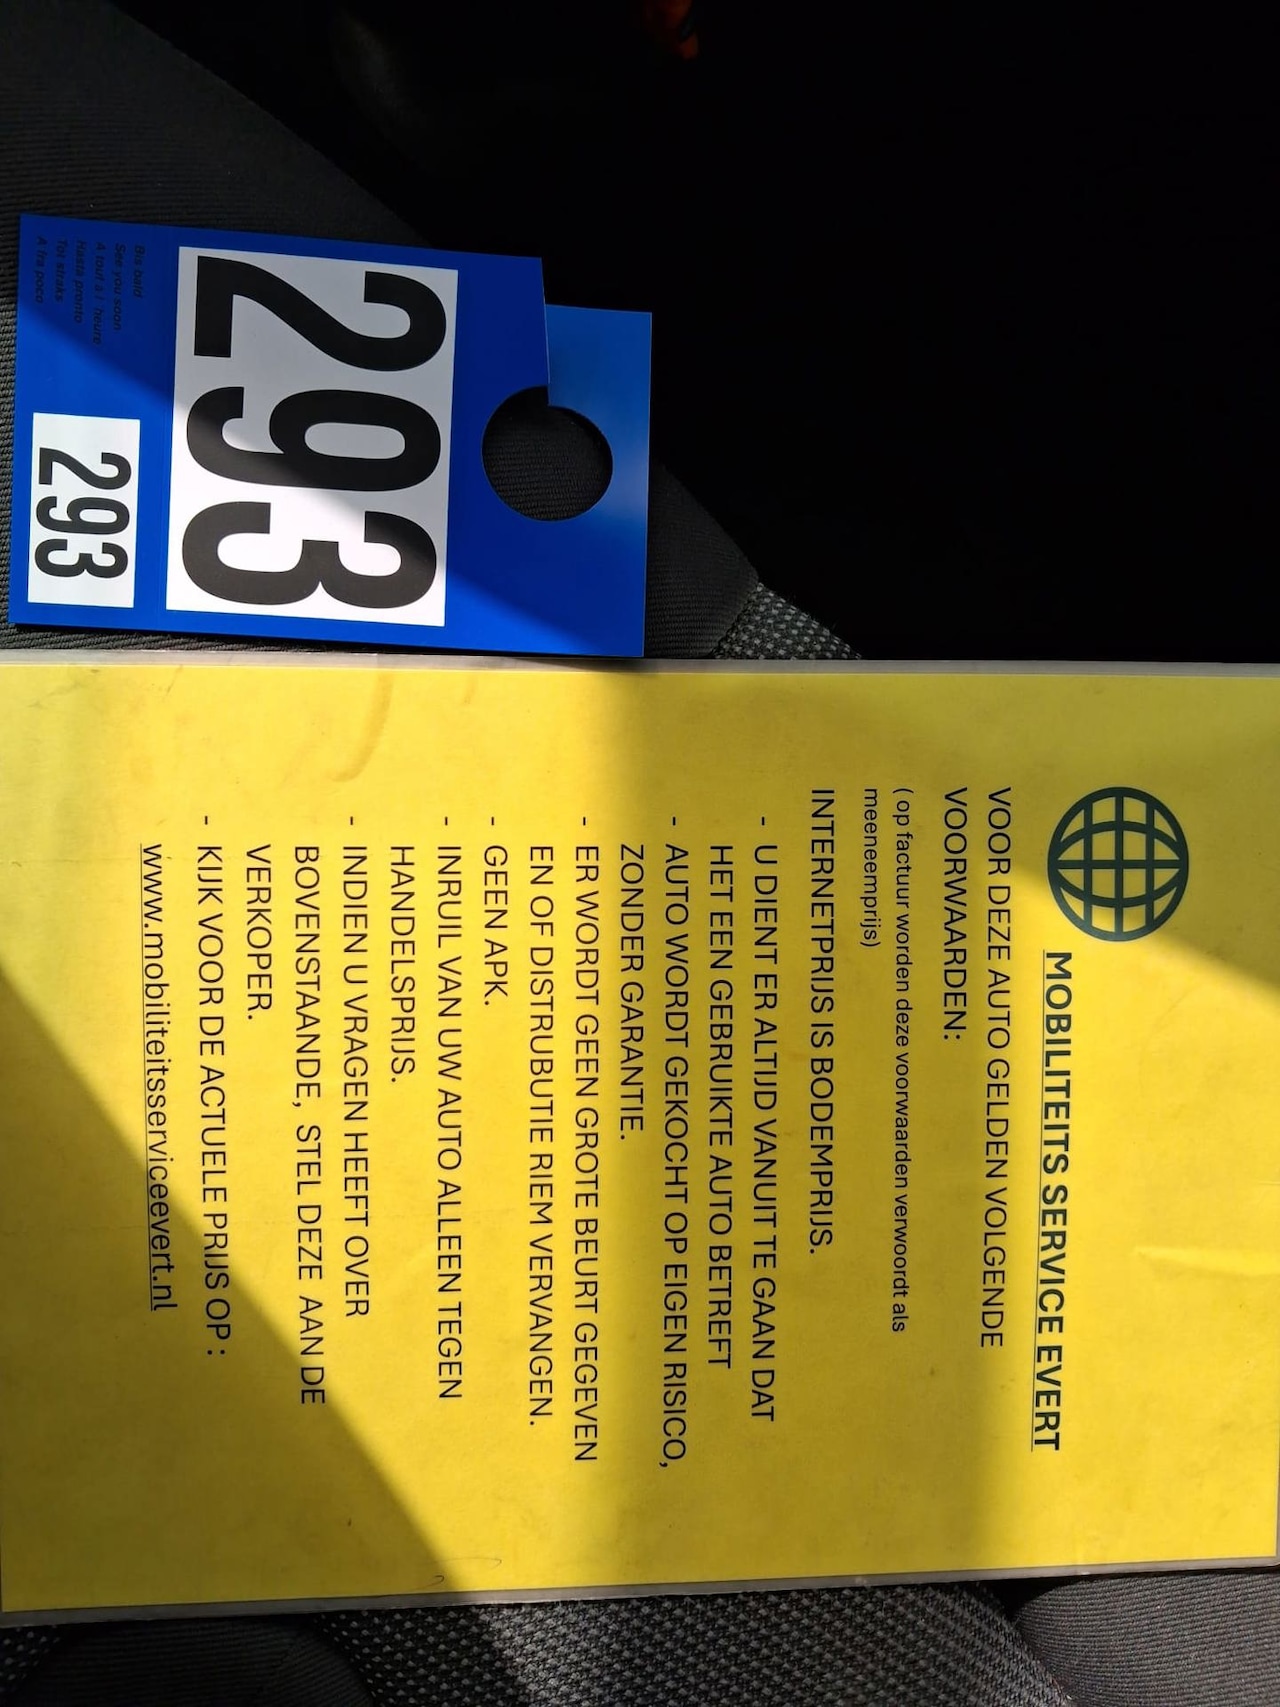 293
Bis bald
See you soon
A tout à l heure
Hasta pronto
Tot straks
A fra poco
293
MOBILITEITS SERVICE EVERT
VOOR DEZE AUTO GELDEN VOLGENDE
VOORWAARDEN:
( op factuur worden deze voorwaarden verwoordt als
meeneemprijs)
INTERNETPRIJS IS BODEMPRIJS.
- U DIENT ER ALTIJD VANUIT TE GAAN DAT
HET EEN GEBRUIKTE AUTO BETREFT
- AUTO WORDT GEKOCHT OP EIGEN RISICO,
ZONDER GARANTIE.
- ER WORDT GEEN GROTE BEURT GEGEVEN
EN OF DISTRUBUTIE RIEM VERVANGEN.
- GEEN APK.
- INRUIL VAN UW AUTO ALLEEN TEGEN
HANDELSPRIJS.
- INDIEN U VRAGEN HEEFT OVER
BOVENSTAANDE, STEL DEZE AAN DE
VERKOPER.
- KIJK VOOR DE ACTUELE PRIJS OP :
www.mobiliteitsserviceevert.nl